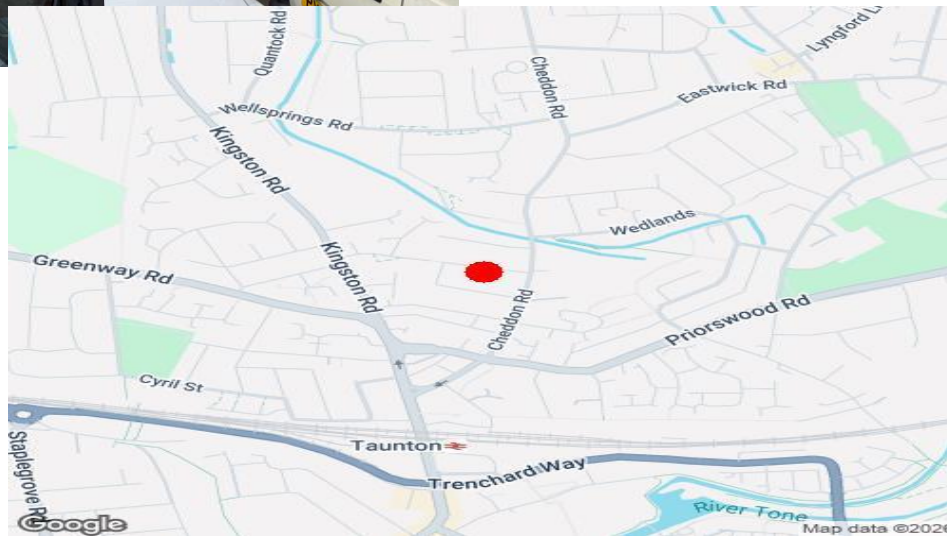 Quantock Rd
Lyngford L
Cheddon Rd
Eastwick Rd
Wellsprings Rd
Kingston Rd
Wedlands
Kingston Rd
Greenway Rd
Cheddon Rd
Priorswood Rd
Cyril St
Taunton
Staplegrove Rd
Trenchard Way
River Tone
Google
Map data ©2026